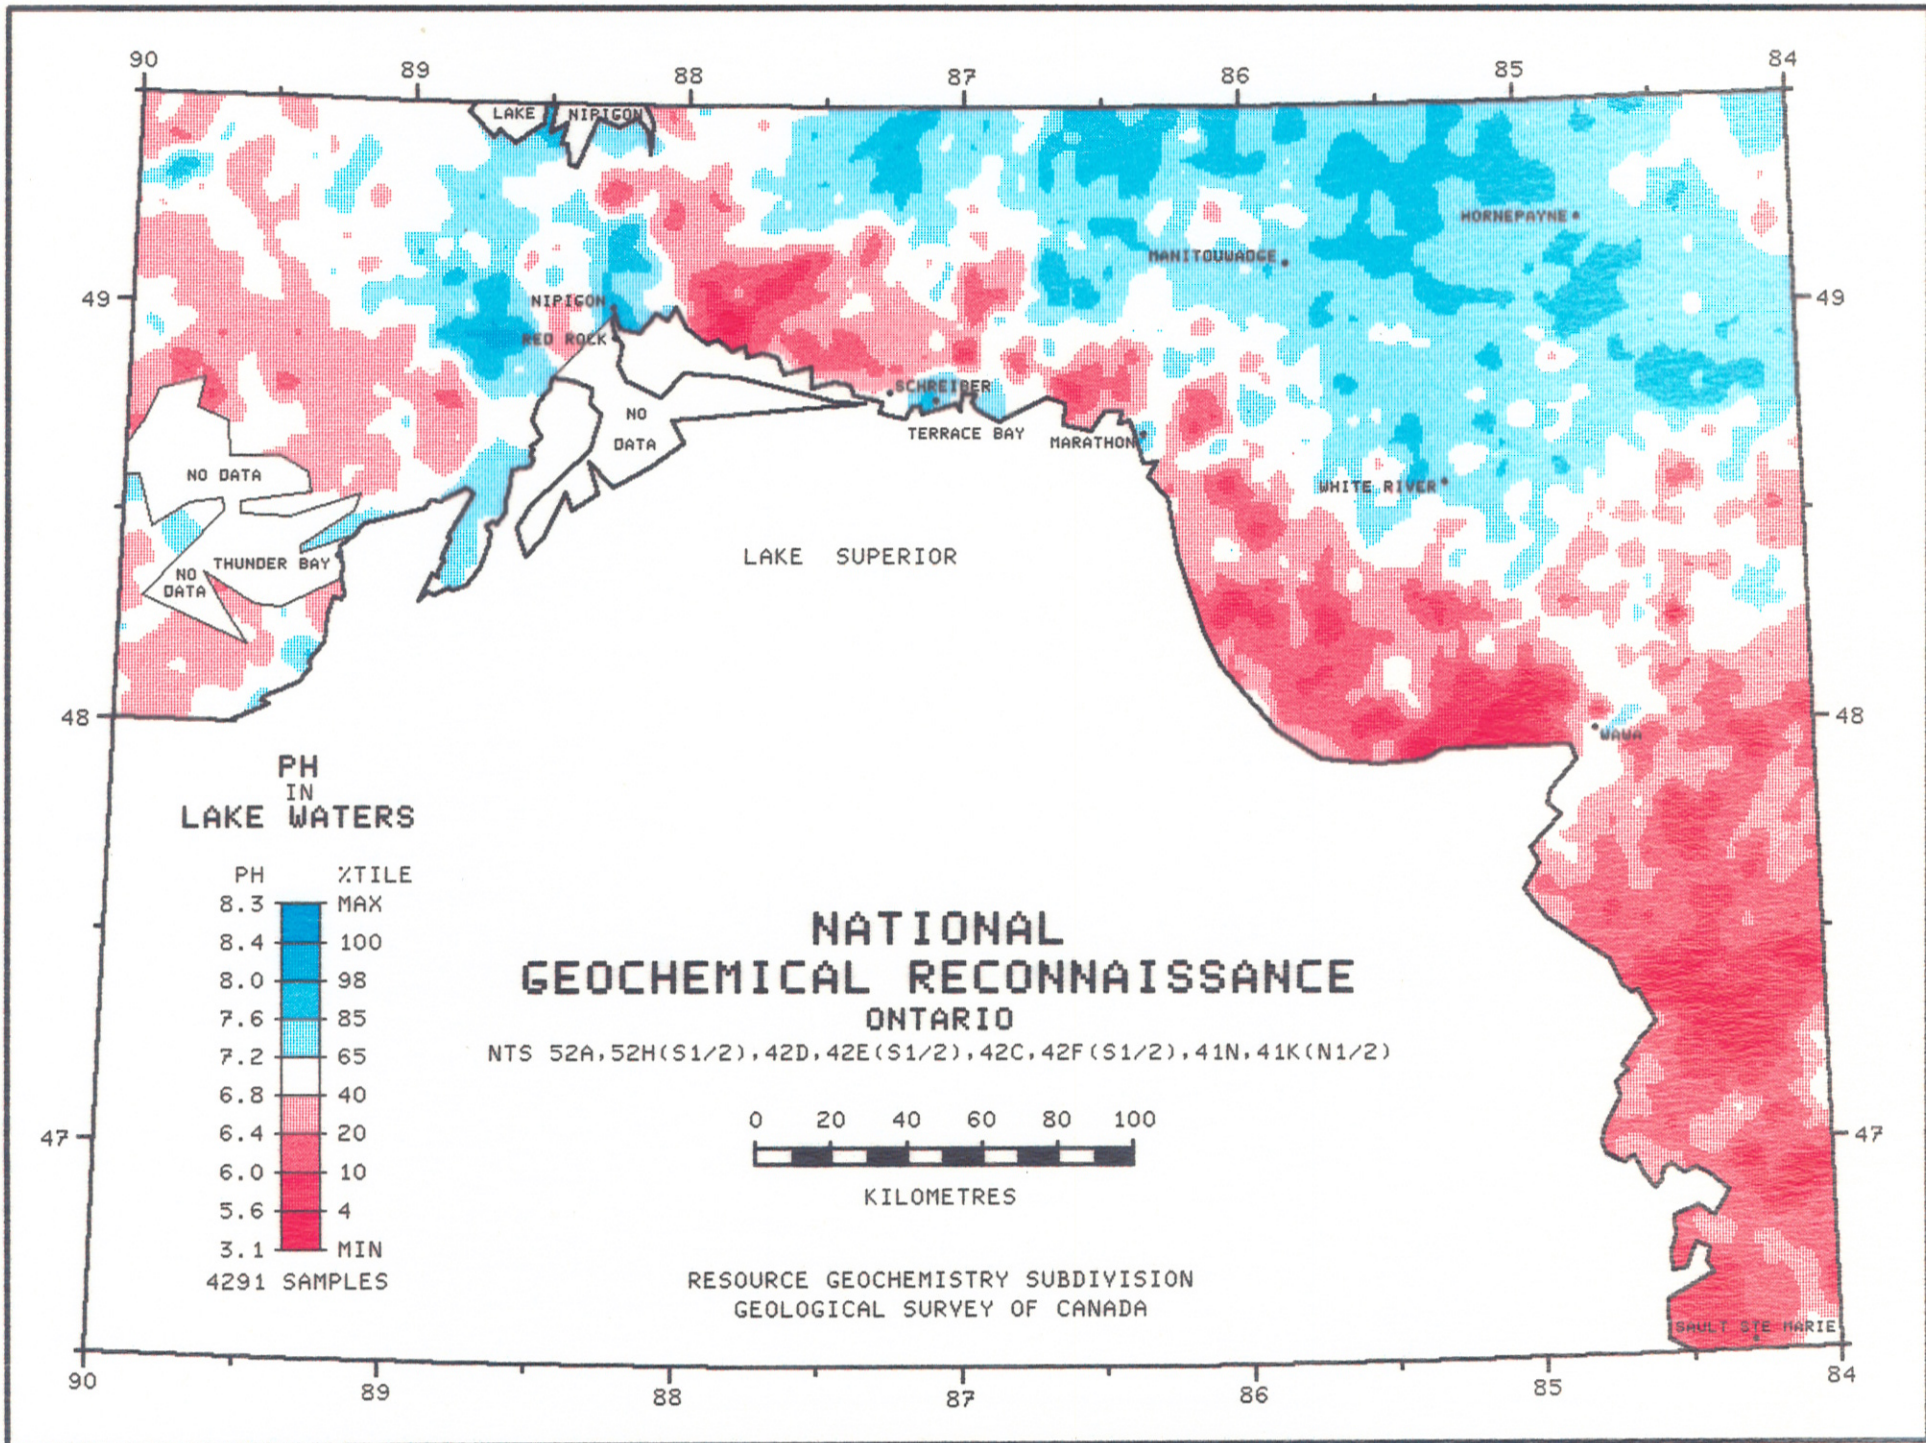 90 89 88 87 86 85 84
LAKE NIPIGON
HORNEPAYNE
MANITOUWADGE
49 49
NIPIGON
RED ROCK
SCHREIBER
NO
DATA
TERRACE BAY
MARATHON
NO DATA
WHITE RIVER
LAKE SUPERIOR
THUNDER BAY
NO
DATA
48 48
WAWA
PH
IN
LAKE WATERS
PH %TILE
8.3 MAX
8.4 100
8.0 98
7.6 85
7.2 65
6.8 40
6.4 20
6.0 10
5.6 4
3.1 MIN
4291 SAMPLES
NATIONAL
GEOCHEMICAL RECONNAISSANCE
ONTARIO
NTS 52A,52H(S1/2),42D,42E(S1/2),42C,42F(S1/2),41N,41K(N1/2)
0 20 40 60 80 100
KILOMETRES
47 47
RESOURCE GEOCHEMISTRY SUBDIVISION
GEOLOGICAL SURVEY OF CANADA
SAULT STE MARIE
90 89 88 87 86 85 84